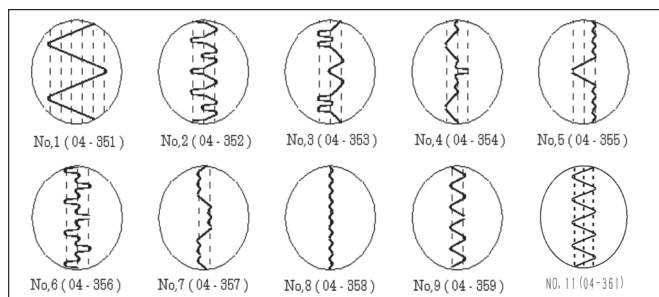 No,1 ( 04 - 351 ) No,2 ( 04 - 352 ) No,3 ( 04 - 353 ) No,4 ( 04 - 354 ) No,5 ( 04 - 355 )
No,6 ( 04 - 356 ) No,7 ( 04 - 357 ) No,8 ( 04 - 358 ) No,9 ( 04 - 359 ) NO, 11 (04-361)